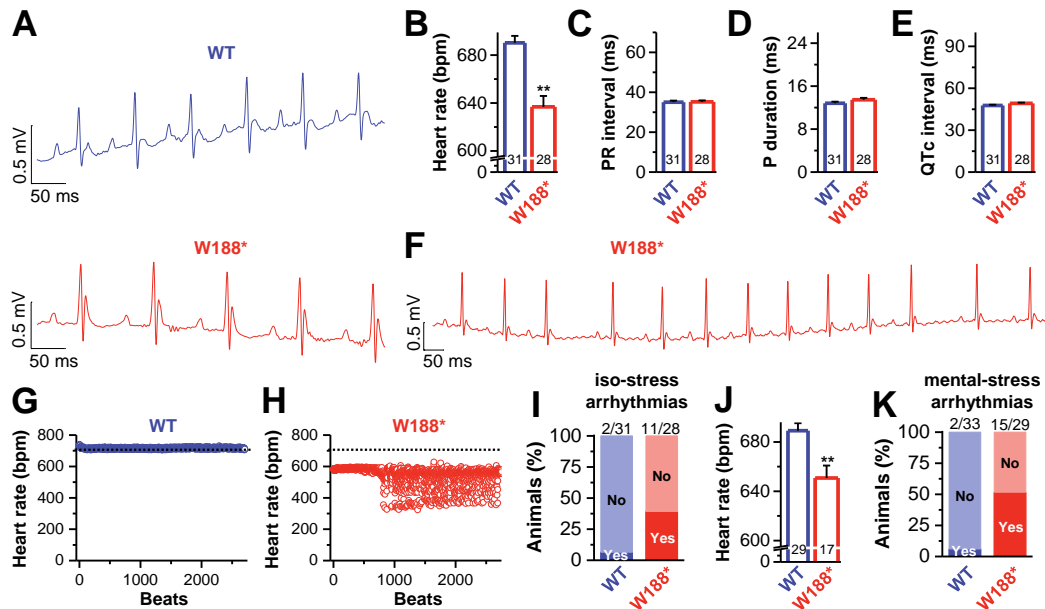 A
WT
0.5 mV
50 ms
B
Heart rate (bpm)
680
640
600
0
**
31
28
WT
W188*
C
PR interval (ms)
60
40
20
0
31
28
WT
W188*
D
P duration (ms)
24
16
8
0
31
28
WT
W188*
E
QTc interval (ms)
90
60
30
0
31
28
WT
W188*
W188*
0.5 mV
50 ms
F
W188*
0.5 mV
50 ms
G
WT
Heart rate (bpm)
800
600
400
200
0
0
1000
2000
Beats
H
W188*
Heart rate (bpm)
800
600
400
200
0
0
1000
2000
Beats
I
iso-stress
arrhythmias
2/31
11/28
Animals (%)
100
75
50
25
0
No
Yes
No
Yes
WT
W188*
J
Heart rate (bpm)
680
640
600
0
**
29
17
WT
W188*
K
mental-stress
arrhythmias
2/33
15/29
Animals (%)
100
75
50
25
0
No
Yes
No
Yes
WT
W188*